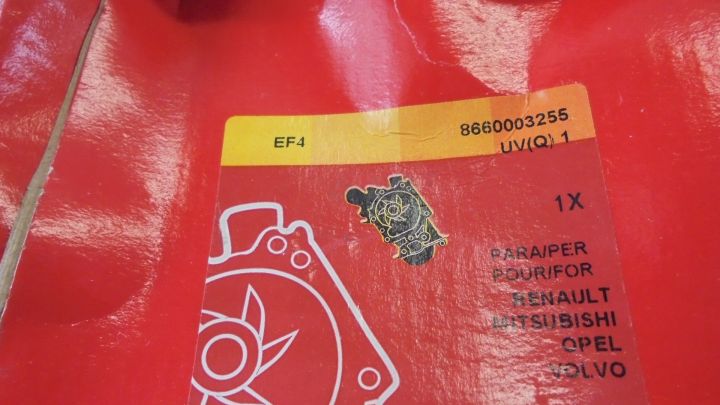 EF4
8660003255
UV(Q) 1
1X
PARA/PER
POUR/FOR
RENAULT
MITSUBISHI
OPEL
VOLVO